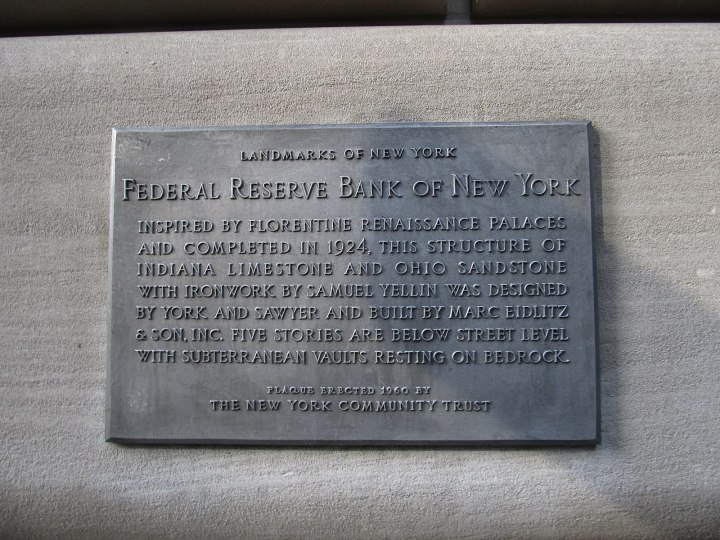 LANDMARKS OF NEW YORK
FEDERAL RESERVE BANK OF NEW YORK
INSPIRED BY FLORENTINE RENAISSANCE PALACES
AND COMPLETED IN 1924, THIS STRUCTURE OF
INDIANA LIMESTONE AND OHIO SANDSTONE
WITH IRONWORK BY SAMUEL YELLIN WAS DESIGNED
BY YORK AND SAWYER AND BUILT BY MARC EIDLITZ
& SON, INC. FIVE STORIES ARE BELOW STREET LEVEL
WITH SUBTERRANEAN VAULTS RESTING ON BEDROCK.
PLAQUE ERECTED 1960 BY
THE NEW YORK COMMUNITY TRUST